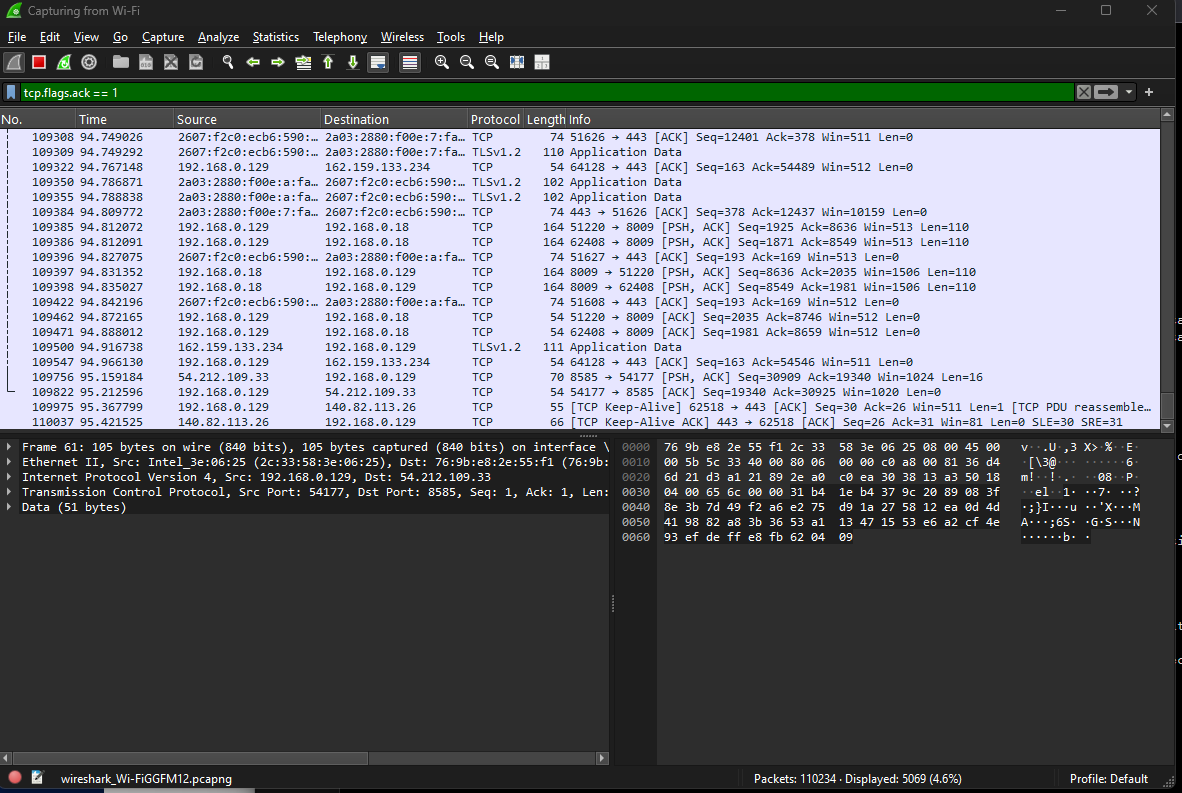 Capturing from Wi-Fi
File Edit View Go Capture Analyze Statistics Telephony Wireless Tools Help
tcp.flags.ack == 1
No. Time Source Destination Protocol Length Info
109308 94.749026 2607:f2c0:ecb6:590:… 2a03:2880:f00e:7:fa… TCP 74 51626 → 443 [ACK] Seq=12401 Ack=378 Win=511 Len=0
109309 94.749292 2607:f2c0:ecb6:590:… 2a03:2880:f00e:7:fa… TLSv1.2 110 Application Data
109322 94.767148 192.168.0.129 162.159.133.234 TCP 54 64128 → 443 [ACK] Seq=163 Ack=54489 Win=512 Len=0
109350 94.786871 2a03:2880:f00e:a:fa… 2607:f2c0:ecb6:590:… TLSv1.2 102 Application Data
109355 94.788838 2a03:2880:f00e:a:fa… 2607:f2c0:ecb6:590:… TLSv1.2 102 Application Data
109384 94.809772 2a03:2880:f00e:7:fa… 2607:f2c0:ecb6:590:… TCP 74 443 → 51626 [ACK] Seq=378 Ack=12437 Win=10159 Len=0
109385 94.812072 192.168.0.129 192.168.0.18 TCP 164 51220 → 8009 [PSH, ACK] Seq=1925 Ack=8636 Win=513 Len=110
109386 94.812091 192.168.0.129 192.168.0.18 TCP 164 62408 → 8009 [PSH, ACK] Seq=1871 Ack=8549 Win=513 Len=110
109396 94.827075 2607:f2c0:ecb6:590:… 2a03:2880:f00e:a:fa… TCP 74 51627 → 443 [ACK] Seq=193 Ack=169 Win=513 Len=0
109397 94.831352 192.168.0.18 192.168.0.129 TCP 164 8009 → 51220 [PSH, ACK] Seq=8636 Ack=2035 Win=1506 Len=110
109398 94.835027 192.168.0.18 192.168.0.129 TCP 164 8009 → 62408 [PSH, ACK] Seq=8549 Ack=1981 Win=1506 Len=110
109422 94.842196 2607:f2c0:ecb6:590:… 2a03:2880:f00e:a:fa… TCP 74 51608 → 443 [ACK] Seq=193 Ack=169 Win=512 Len=0
109462 94.872165 192.168.0.129 192.168.0.18 TCP 54 51220 → 8009 [ACK] Seq=2035 Ack=8746 Win=512 Len=0
109471 94.888012 192.168.0.129 192.168.0.18 TCP 54 62408 → 8009 [ACK] Seq=1981 Ack=8659 Win=512 Len=0
109500 94.916738 162.159.133.234 192.168.0.129 TLSv1.2 111 Application Data
109547 94.966130 192.168.0.129 162.159.133.234 TCP 54 64128 → 443 [ACK] Seq=163 Ack=54546 Win=511 Len=0
109756 95.159184 54.212.109.33 192.168.0.129 TCP 70 8585 → 54177 [PSH, ACK] Seq=30909 Ack=19340 Win=1024 Len=16
109822 95.212596 192.168.0.129 54.212.109.33 TCP 54 54177 → 8585 [ACK] Seq=19340 Ack=30925 Win=1020 Len=0
109975 95.367799 192.168.0.129 140.82.113.26 TCP 55 [TCP Keep-Alive] 62518 → 443 [ACK] Seq=30 Ack=26 Win=511 Len=1 [TCP PDU reassemble…
110037 95.421525 140.82.113.26 192.168.0.129 TCP 66 [TCP Keep-Alive ACK] 443 → 62518 [ACK] Seq=26 Ack=31 Win=81 Len=0 SLE=30 SRE=31
Frame 61: 105 bytes on wire (840 bits), 105 bytes captured (840 bits) on interface \
Ethernet II, Src: Intel_3e:06:25 (2c:33:58:3e:06:25), Dst: 76:9b:e8:2e:55:f1 (76:9b:
Internet Protocol Version 4, Src: 192.168.0.129, Dst: 54.212.109.33
Transmission Control Protocol, Src Port: 54177, Dst Port: 8585, Seq: 1, Ack: 1, Len:
Data (51 bytes)
0000 76 9b e8 2e 55 f1 2c 33 58 3e 06 25 08 00 45 00 v··.U·,3 X>·%··E·
0010 00 5b 5c 33 40 00 80 06 00 00 c0 a8 00 81 36 d4 ·[\3@··· ······6·
0020 6d 21 d3 a1 21 89 2e a0 c0 ea 30 38 13 a3 50 18 m!··!·.· ··08··P·
0030 04 00 65 6c 00 00 31 b4 1e b4 37 9c 20 89 08 3f ··el··1· ··7· ··?
0040 8e 3b 7d 49 f2 a6 e2 75 d9 1a 27 58 12 ea 0d 4d ·;}I···u ··'X···M
0050 41 98 82 a8 3b 36 53 a1 13 47 15 53 e6 a2 cf 4e A···;6S· ·G·S···N
0060 93 ef de ff e8 fb 62 04 09 ······b· ·
wireshark_Wi-FiGGFM12.pcapng
Packets: 110234 · Displayed: 5069 (4.6%)
Profile: Default